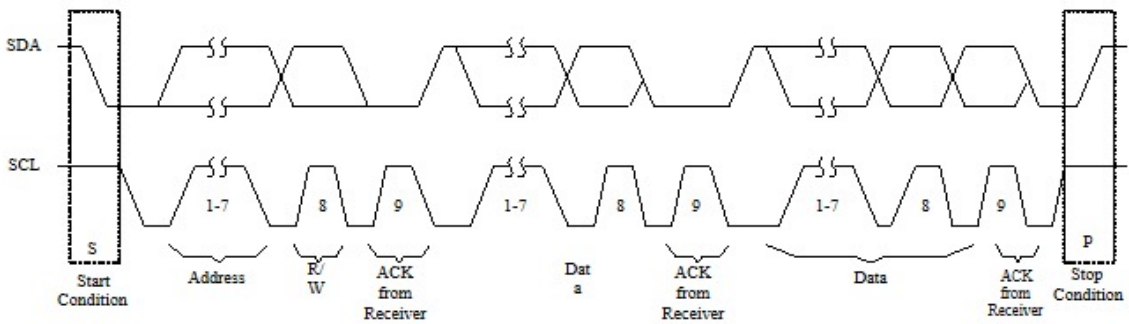 SDA
SCL
1-7
8
9
1-7
8
9
1-7
8
9
S
P
Start
Condition
Address
R/
W
ACK
from
Receiver
Dat
a
ACK
from
Receiver
Data
ACK
from
Receiver
Stop
Condition